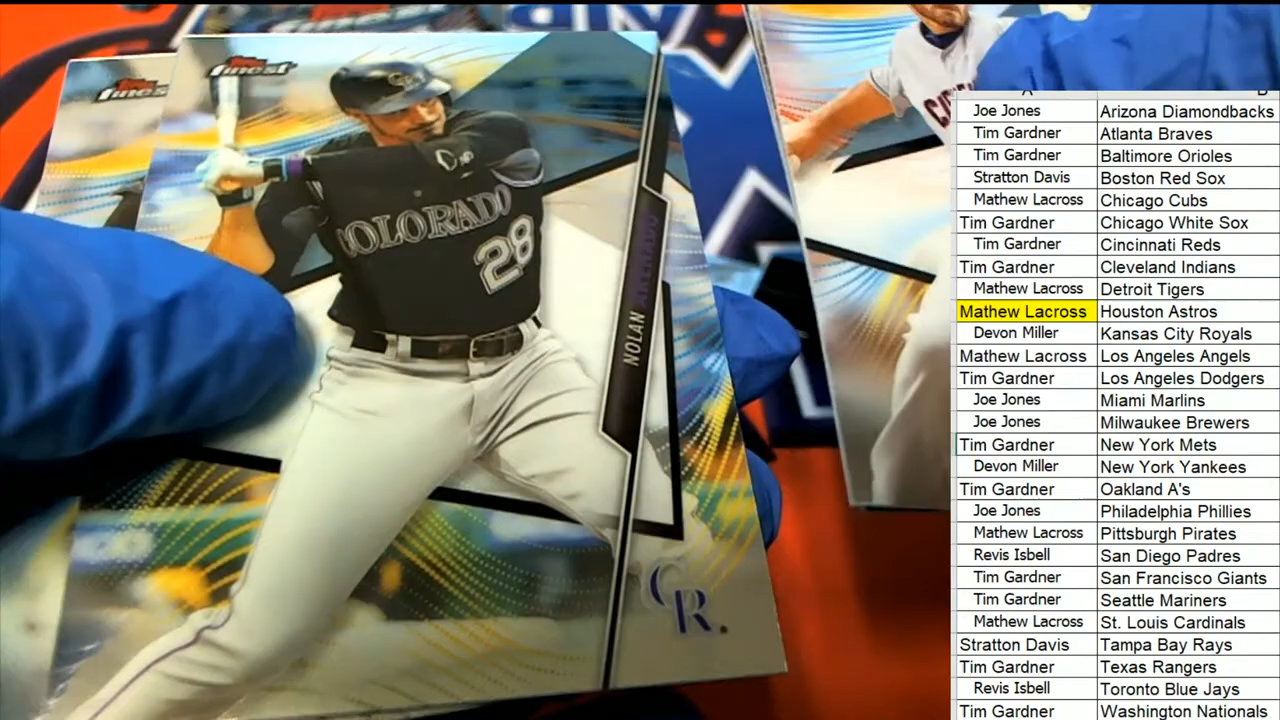 Topps
finest
Topps
finest
CR
COLORADO
28
NOLAN ARENADO
CR
A B
Joe Jones Arizona Diamondbacks
Tim Gardner Atlanta Braves
Tim Gardner Baltimore Orioles
Stratton Davis Boston Red Sox
Mathew Lacross Chicago Cubs
Tim Gardner Chicago White Sox
Tim Gardner Cincinnati Reds
Tim Gardner Cleveland Indians
Mathew Lacross Detroit Tigers
Mathew Lacross Houston Astros
Devon Miller Kansas City Royals
Mathew Lacross Los Angeles Angels
Tim Gardner Los Angeles Dodgers
Joe Jones Miami Marlins
Joe Jones Milwaukee Brewers
Tim Gardner New York Mets
Devon Miller New York Yankees
Tim Gardner Oakland A's
Joe Jones Philadelphia Phillies
Mathew Lacross Pittsburgh Pirates
Revis Isbell San Diego Padres
Tim Gardner San Francisco Giants
Tim Gardner Seattle Mariners
Mathew Lacross St. Louis Cardinals
Stratton Davis Tampa Bay Rays
Tim Gardner Texas Rangers
Revis Isbell Toronto Blue Jays
Tim Gardner Washington Nationals